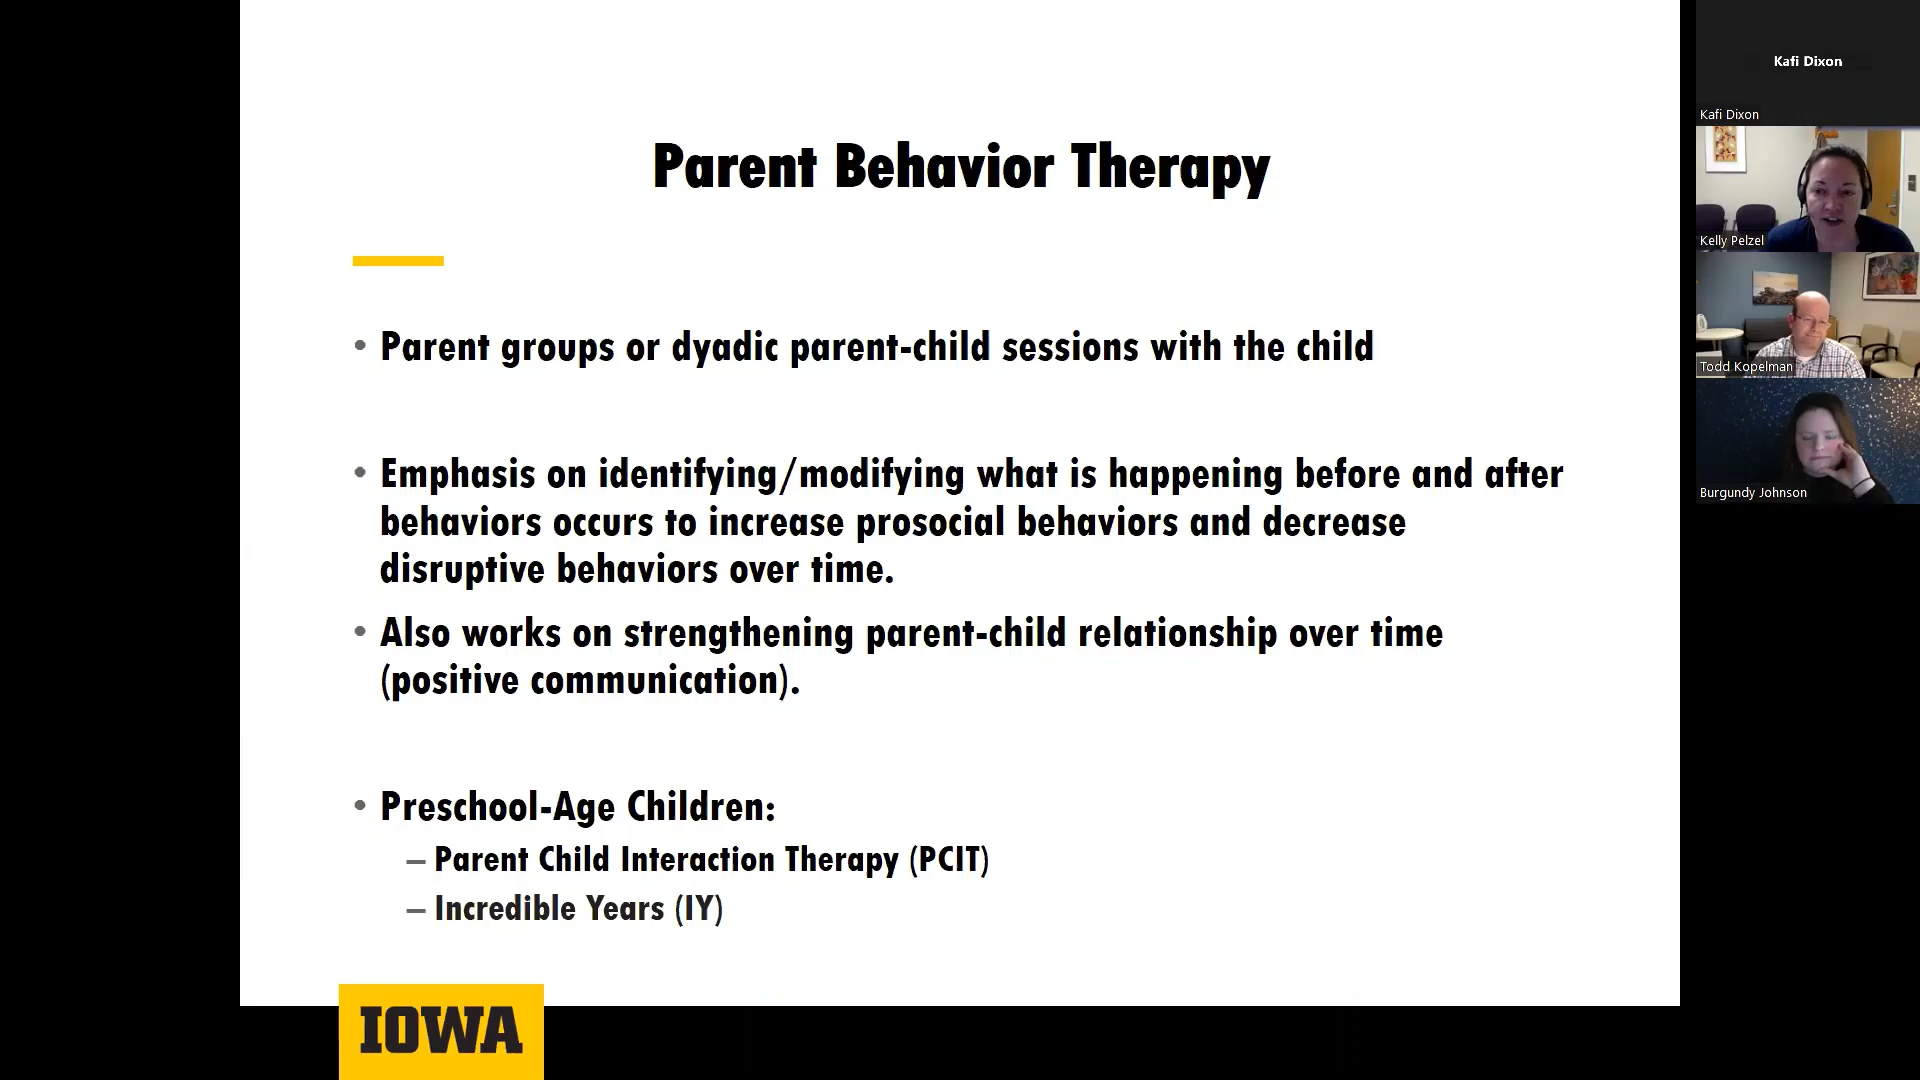 Parent Behavior Therapy
• Parent groups or dyadic parent-child sessions with the child
• Emphasis on identifying/modifying what is happening before and after
behaviors occurs to increase prosocial behaviors and decrease
disruptive behaviors over time.
• Also works on strengthening parent-child relationship over time
(positive communication).
• Preschool-Age Children:
– Parent Child Interaction Therapy (PCIT)
– Incredible Years (IY)
IOWA
Kafi Dixon
Kafi Dixon
Kelly Pelzel
Todd Kopelman
Burgundy Johnson